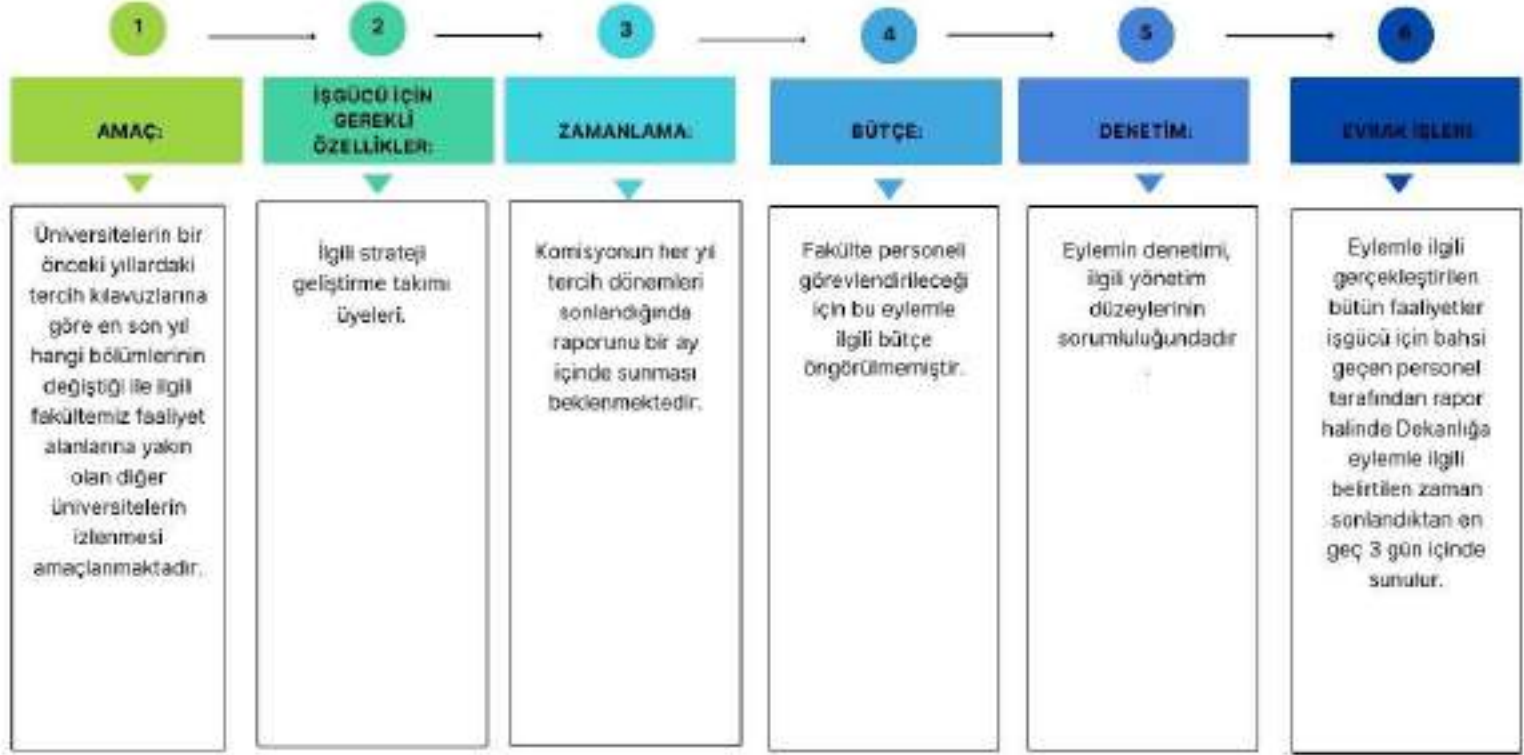 1
2
3
4
5
6
AMAÇ:
İŞGÜCÜ İÇİN
GEREKLİ
ÖZELLİKLER:
ZAMANLAMA:
BÜTÇE:
DENETİM:
EVRAK İŞLERİ:
Üniversitelerin bir
önceki yıllardaki
tercih kılavuzlarına
göre en son yıl
hangi bölümlerinin
değiştiği ile ilgili
fakültemiz faaliyet
alanlarına yakın
olan diğer
üniversitelerin
izlenmesi
amaçlanmaktadır.
İlgili strateji
geliştirme takımı
üyeleri.
Komisyonun her yıl
tercih dönemleri
sonlandığında
raporunu bir ay
içinde sunması
beklenmektedir.
Fakülte personeli
görevlendirileceği
için bu eylemle
ilgili bütçe
öngörülmemiştir.
Eylemin denetimi,
ilgili yönetim
düzeylerinin
sorumluluğundadır
.
Eylemle ilgili
gerçekleştirilen
bütün faaliyetler
işgücü için bahsi
geçen personel
tarafından rapor
halinde Dekanlığa
eylemle ilgili
belirtilen zaman
sonlandıktan en
geç 3 gün içinde
sunulur.